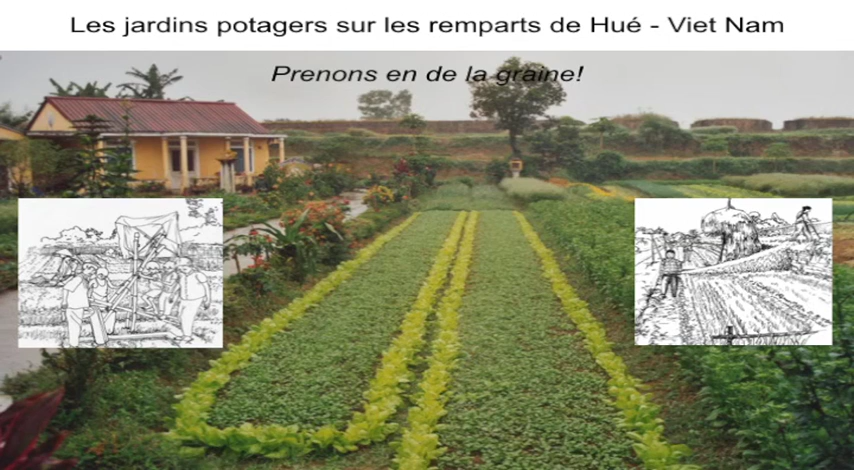 Les jardins potagers sur les remparts de Hué - Viet Nam
Prenons en de la graine!